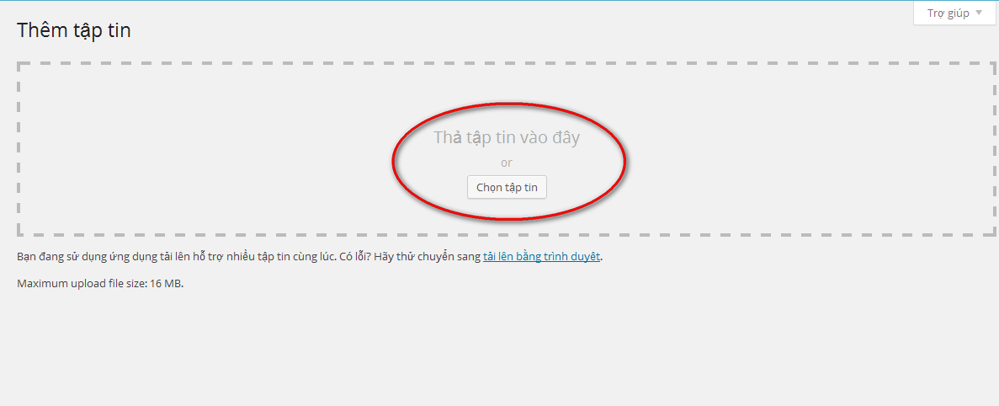 Trợ giúp
Thêm tập tin
Thả tập tin vào đây
or
Chọn tập tin
Bạn đang sử dụng ứng dụng tải lên hỗ trợ nhiều tập tin cùng lúc. Có lỗi? Hãy thử chuyển sang tải lên bằng trình duyệt.
Maximum upload file size: 16 MB.